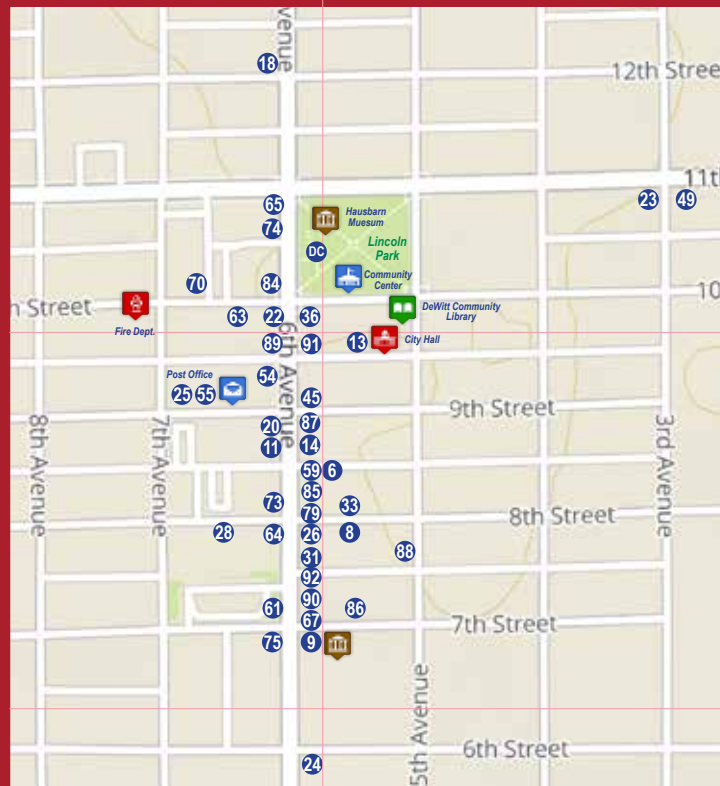 venue
18
12th Stree
11t
23
49
65
74
Hausbarn
Muesum
DC
Lincoln
Park
70
84
Community
Center
10
h Street
Fire Dept.
63
22
36
DeWitt Community
Library
6th Avenue
89
91
13
City Hall
54
Post Office
25
55
45
9th Street
8th Avenue
7th Avenue
3rd Avenue
20
87
11
14
59
6
85
73
33
79
8th Street
28
64
26
8
31
88
92
90
61
86
67
7th Street
75
9
5th Avenue
6th Street
24